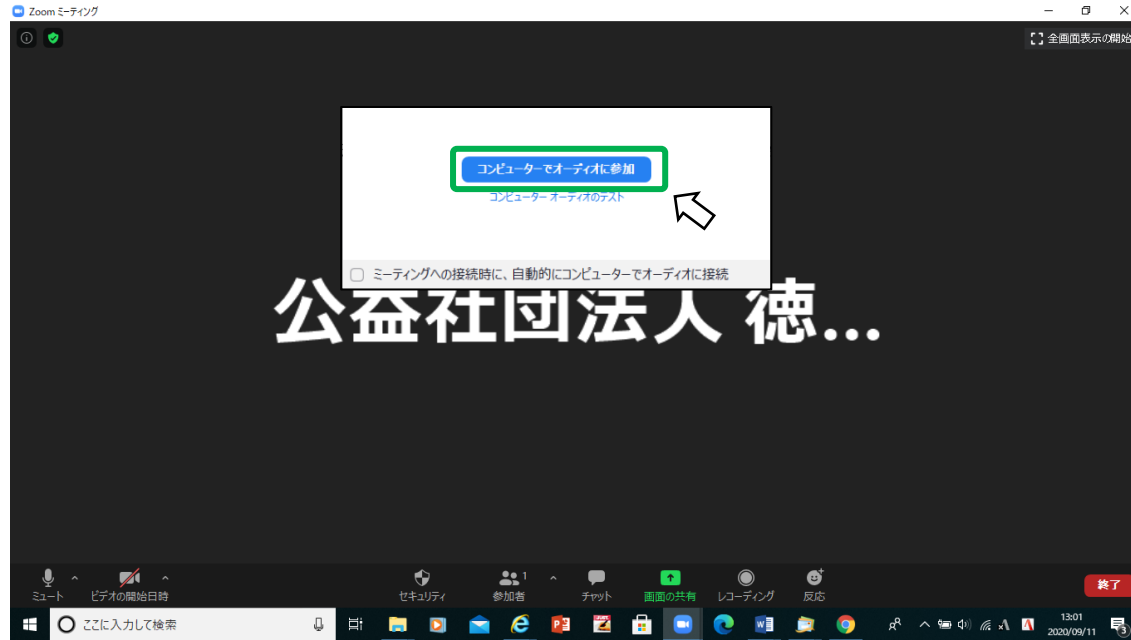 Zoom ミーティング
全画面表示の開始
コンピューターでオーディオに参加
コンピューター オーディオのテスト
ミーティングへの接続時に、自動的にコンピューターでオーディオに接続
公益社団法人 徳...
ミュート
ビデオの開始日時
セキュリティ
1
参加者
チャット
画面の共有
レコーディング
反応
終了
ここに入力して検索
13:01
2020/09/11
3